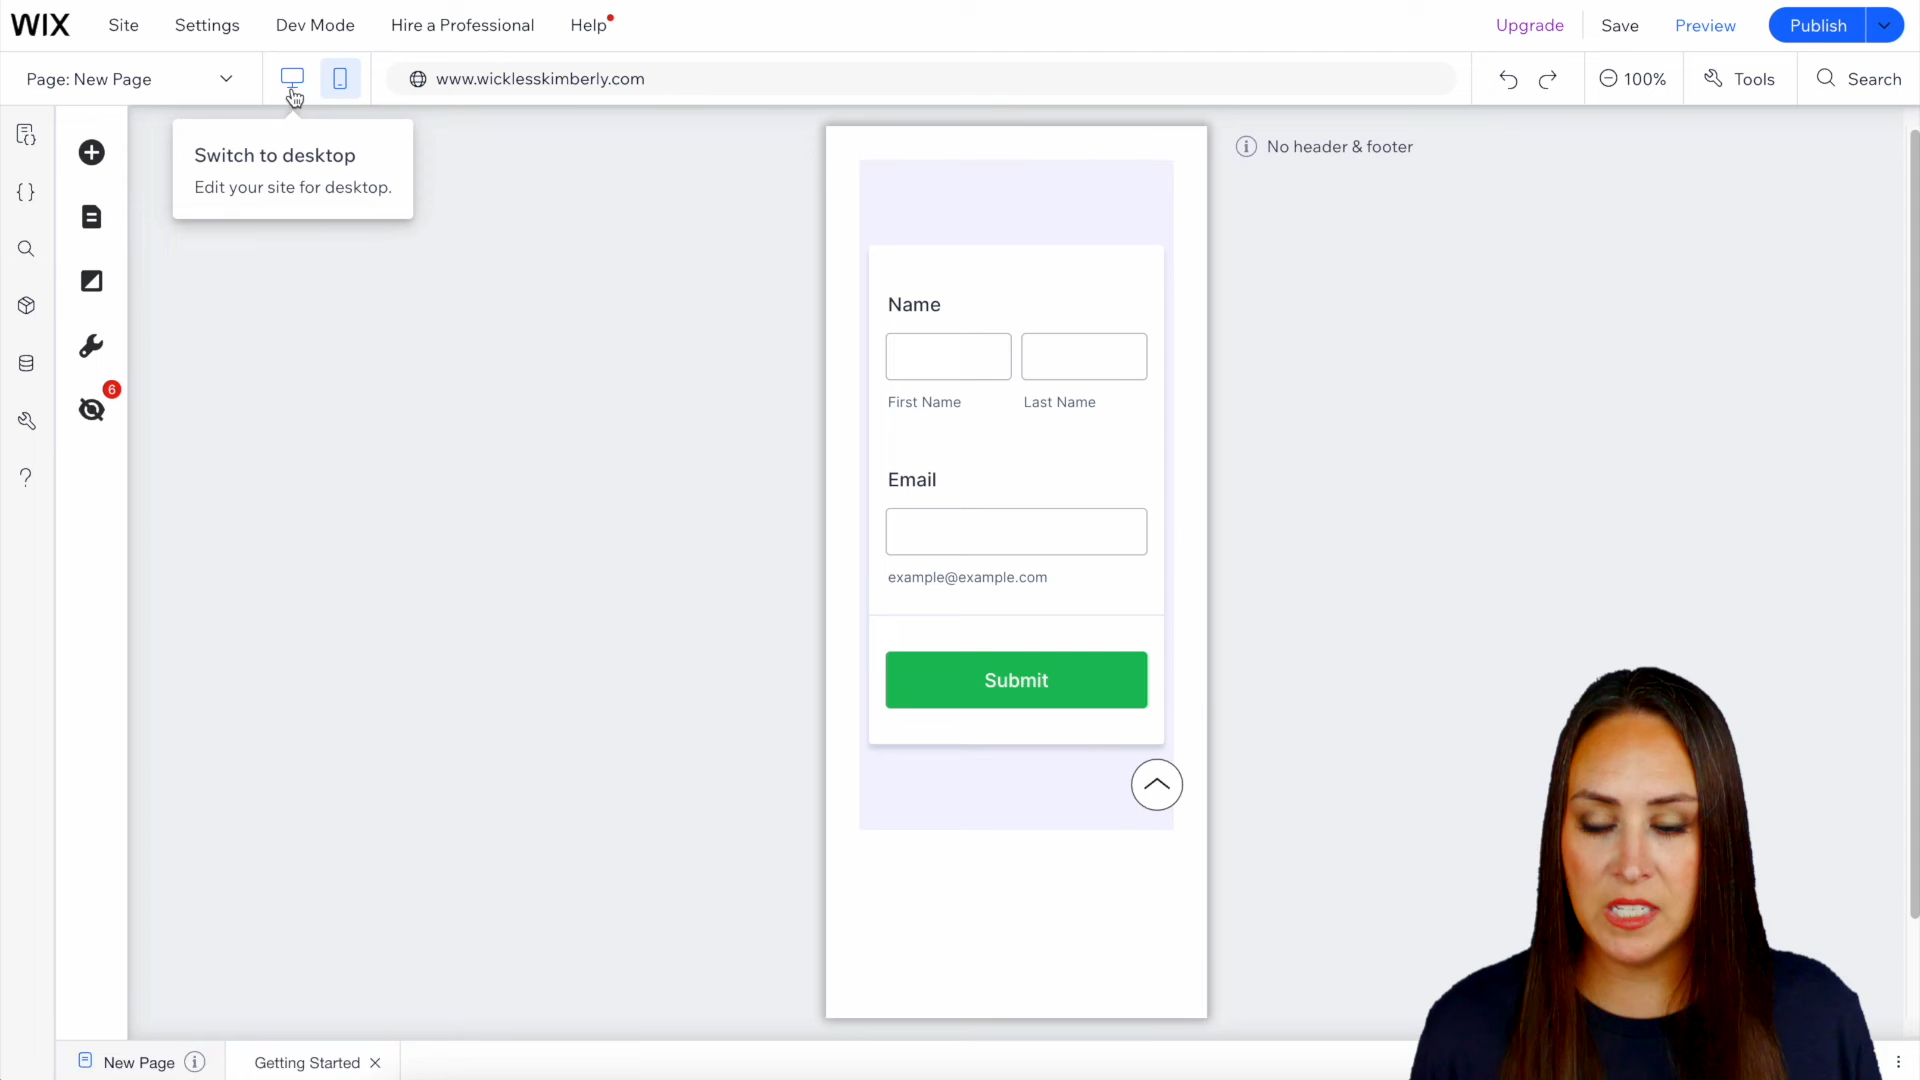 WIX Site Settings Dev Mode Hire a Professional Help Upgrade Save Preview Publish
Page: New Page www.wicklesskimberly.com 100% Tools Search
Switch to desktop
Edit your site for desktop.
No header & footer
Name
First Name Last Name
Email
example@example.com
Submit
6
New Page Getting Started